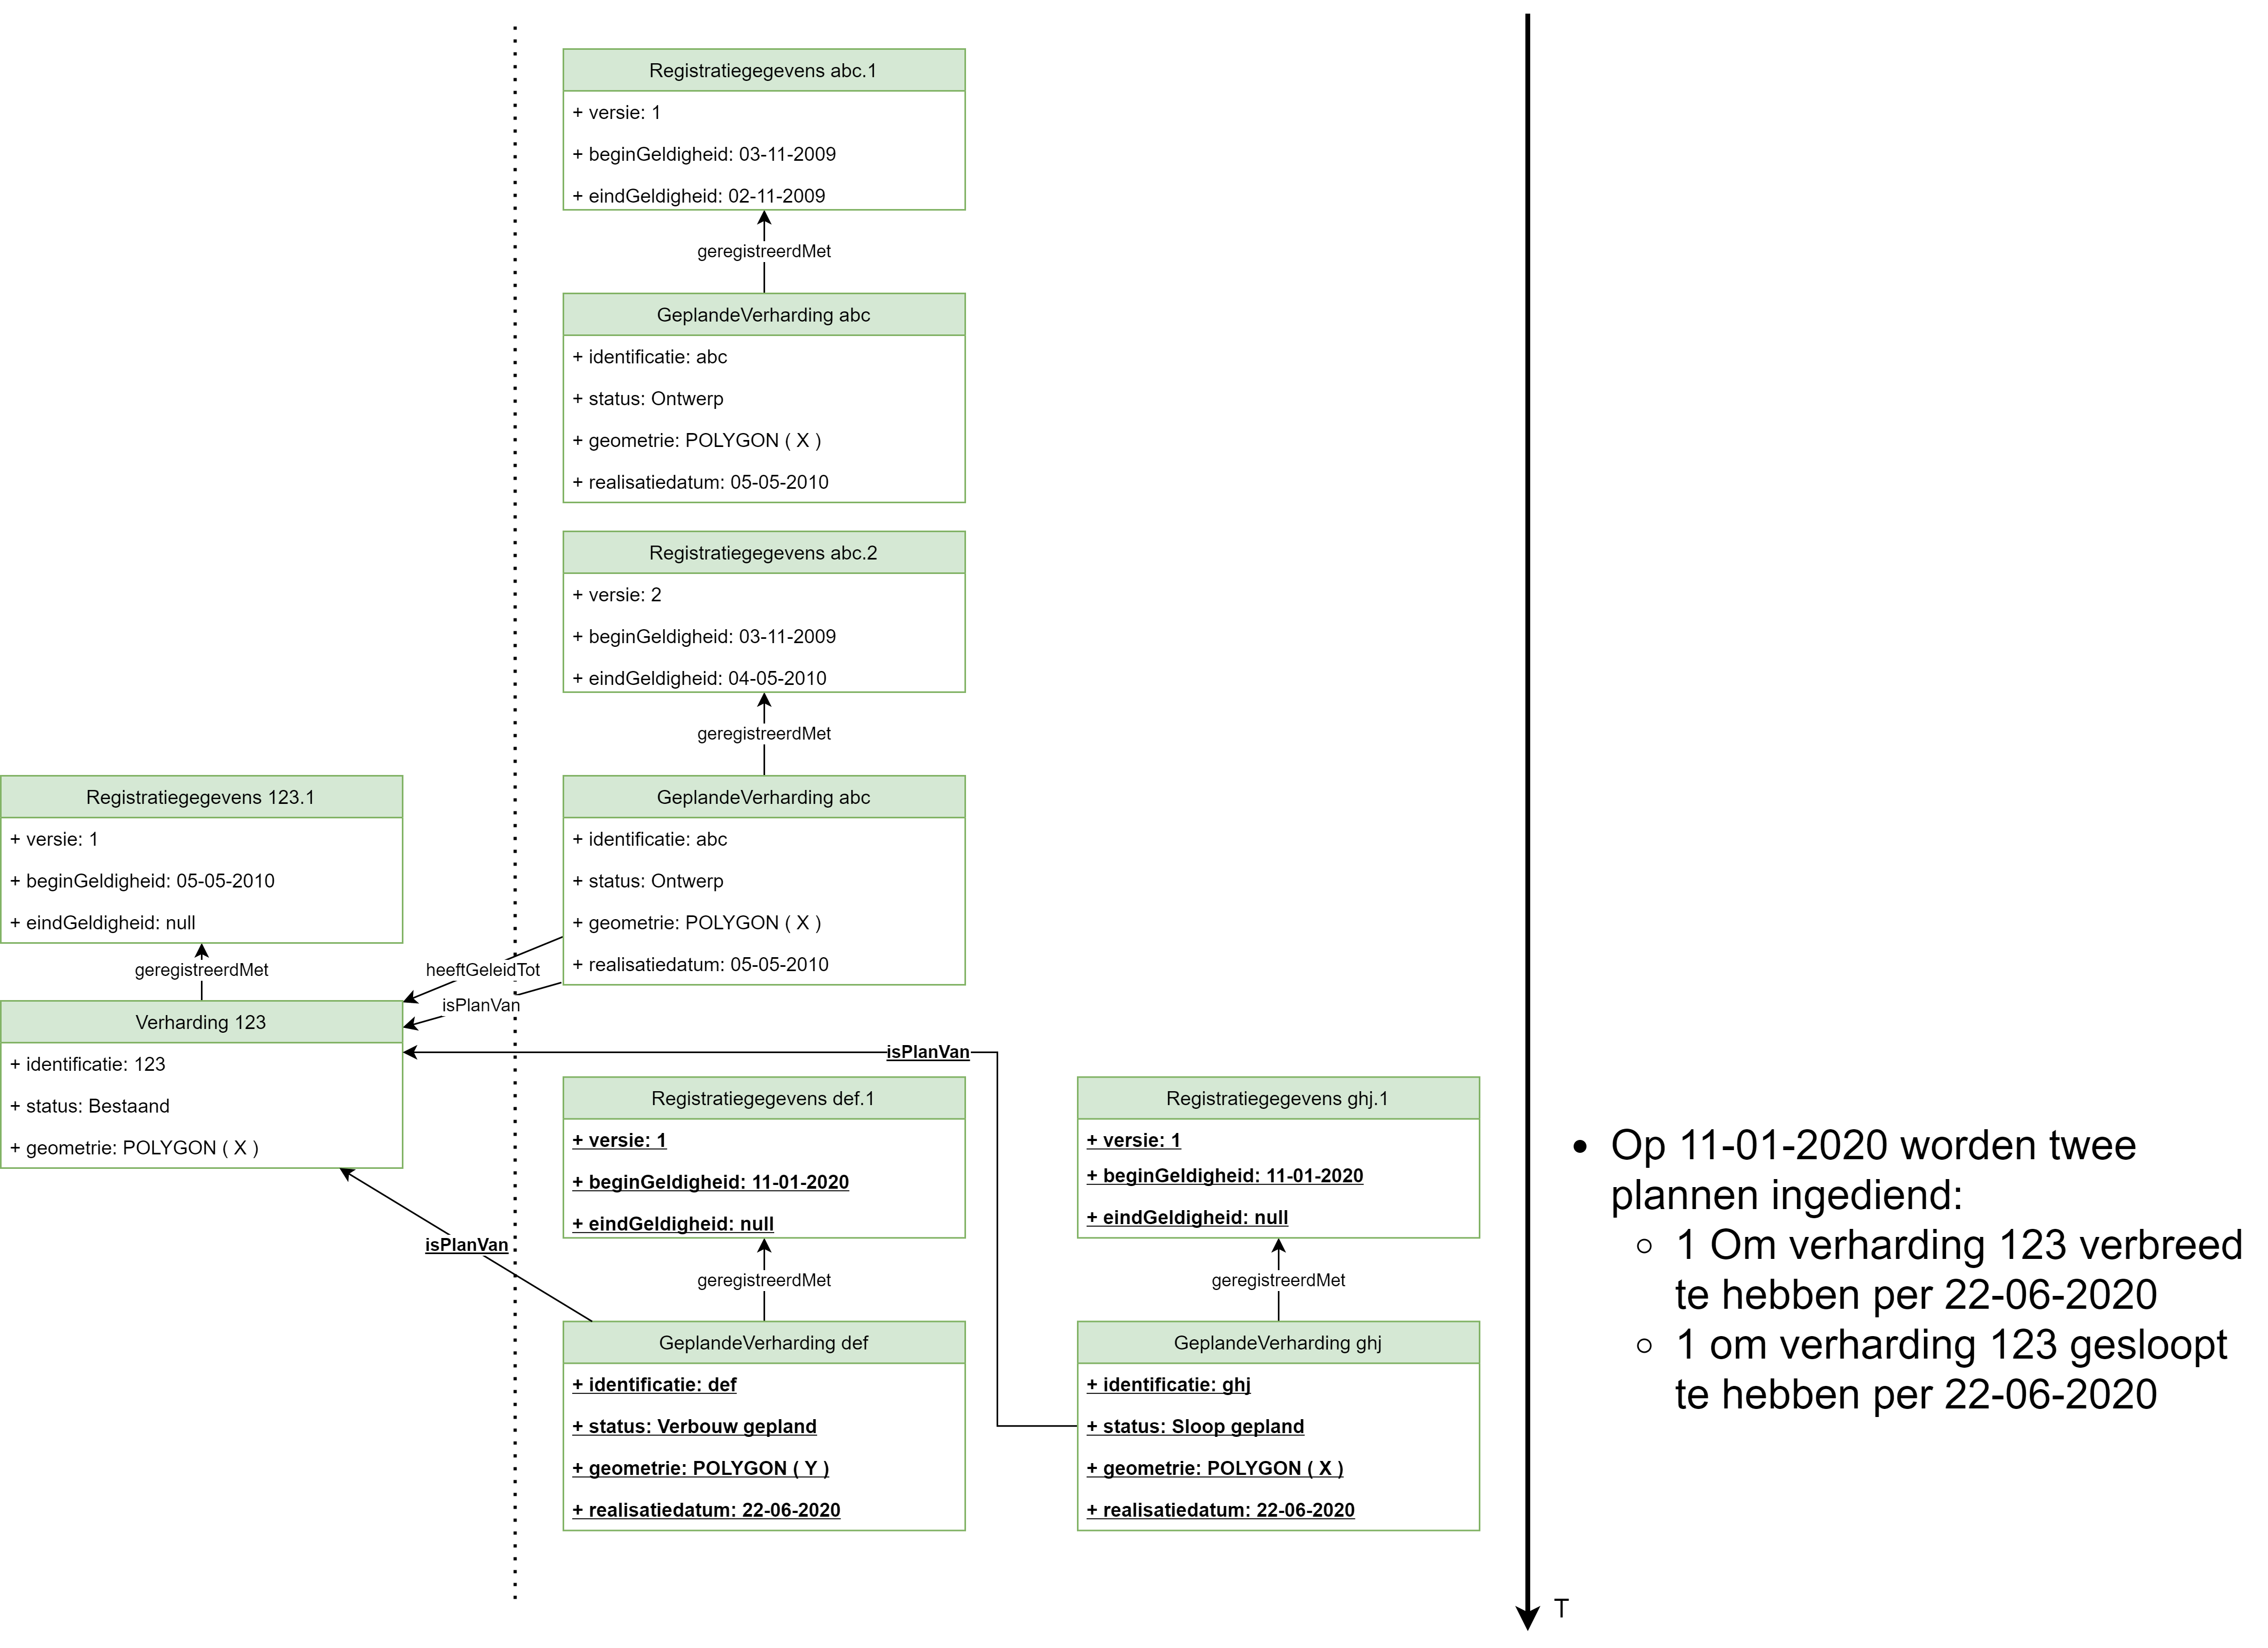 Registratiegegevens abc.1
+ versie: 1
+ beginGeldigheid: 03-11-2009
+ eindGeldigheid: 02-11-2009
geregistreerdMet
GeplandeVerharding abc
+ identificatie: abc
+ status: Ontwerp
+ geometrie: POLYGON ( X )
+ realisatiedatum: 05-05-2010
Registratiegegevens abc.2
+ versie: 2
+ beginGeldigheid: 03-11-2009
+ eindGeldigheid: 04-05-2010
geregistreerdMet
GeplandeVerharding abc
+ identificatie: abc
+ status: Ontwerp
+ geometrie: POLYGON ( X )
+ realisatiedatum: 05-05-2010
Registratiegegevens 123.1
+ versie: 1
+ beginGeldigheid: 05-05-2010
+ eindGeldigheid: null
geregistreerdMet
heeftGeleidTot
isPlanVan
Verharding 123
+ identificatie: 123
+ status: Bestaand
+ geometrie: POLYGON ( X )
isPlanVan
isPlanVan
Registratiegegevens def.1
+ versie: 1
+ beginGeldigheid: 11-01-2020
+ eindGeldigheid: null
geregistreerdMet
GeplandeVerharding def
+ identificatie: def
+ status: Verbouw gepland
+ geometrie: POLYGON ( Y )
+ realisatiedatum: 22-06-2020
Registratiegegevens ghj.1
+ versie: 1
+ beginGeldigheid: 11-01-2020
+ eindGeldigheid: null
geregistreerdMet
GeplandeVerharding ghj
+ identificatie: ghj
+ status: Sloop gepland
+ geometrie: POLYGON ( X )
+ realisatiedatum: 22-06-2020
Op 11-01-2020 worden twee
plannen ingediend:
1 Om verharding 123 verbreed
te hebben per 22-06-2020
1 om verharding 123 gesloopt
te hebben per 22-06-2020
T